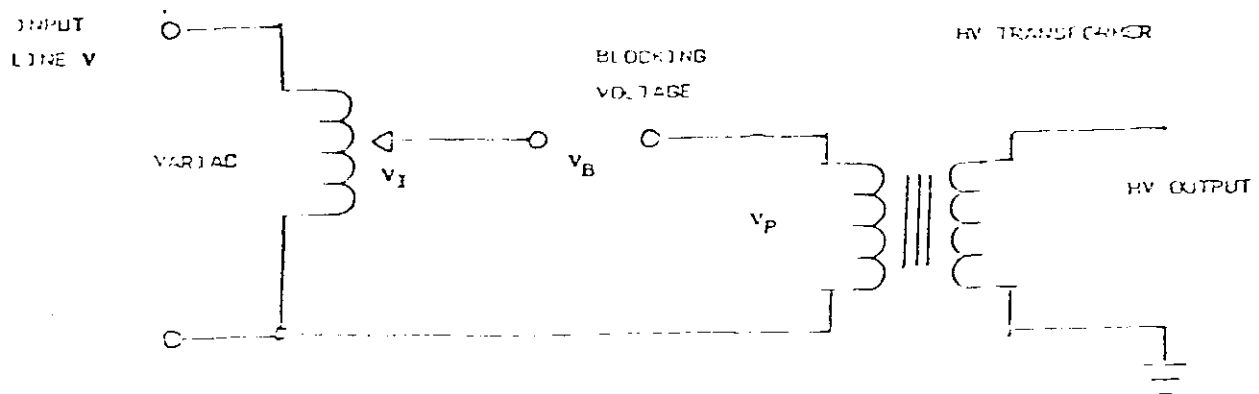 INPUT
LINE V
HV TRANSFORMER
BLOCKING
VOLTAGE
VARIAC
V_I
V_B
V_P
HV OUTPUT